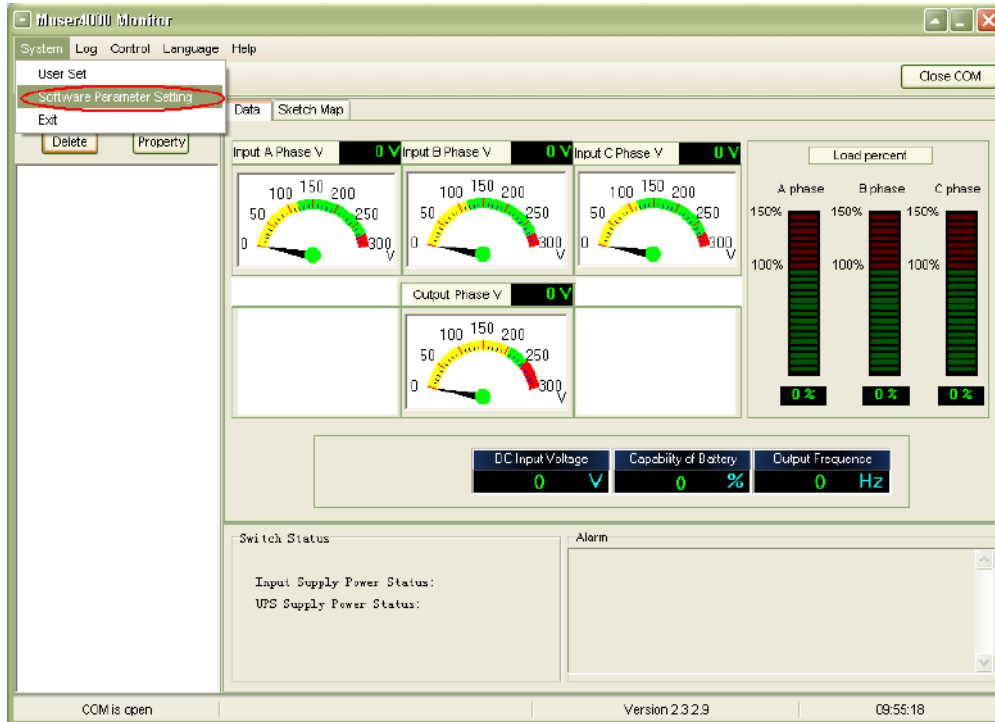 Muser4000 Monitor
System Log Control Language Help
User Set
Software Parameter Setting
Exit
Close COM
Delete Property
Data Sketch Map
Input A Phase V 0 V Input B Phase V 0 V Input C Phase V 0 V
0 50 100 150 200 250 300 V
0 50 100 150 200 250 300 V
0 50 100 150 200 250 300 V
Output Phase V 0 V
0 50 100 150 200 250 300 V
Load percent
A phase B phase C phase
150% 150% 150%
100% 100% 100%
0 % 0 % 0 %
DC Input Voltage Capability of Battery Output Frequence
0 V 0 % 0 Hz
Switch Status
Input Supply Power Status:
UPS Supply Power Status:
Alarm
COM is open Version 2.3.2.9 09:55:18